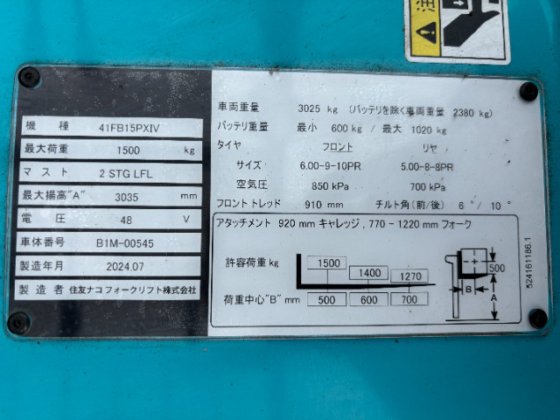 注意
機 種 41FB15PXⅣ
最大荷重 1500 kg
マスト 2 STG LFL
最大揚高"A" 3035 mm
電 圧 48 V
車体番号 B1M-00545
製造年月 2024.07
製造者 住友ナコ フォークリフト株式会社
車両重量 3025 kg (バッテリを除く車両重量 2380 kg)
バッテリ重量 最小 600 kg / 最大 1020 kg
タイヤ フロント リヤ
サイズ 6.00-9-10PR 5.00-8-8PR
空気圧 850 kPa 700 kPa
フロントトレッド 910 mm チルト角(前/後) 6 ゜/ 10 ゜
アタッチメント 920 mm キャレッジ , 770 - 1220 mm フォーク
許容荷重 kg 1500 1400 1270
荷重中心"B" mm 500 600 700
500
B
A
524161186.1